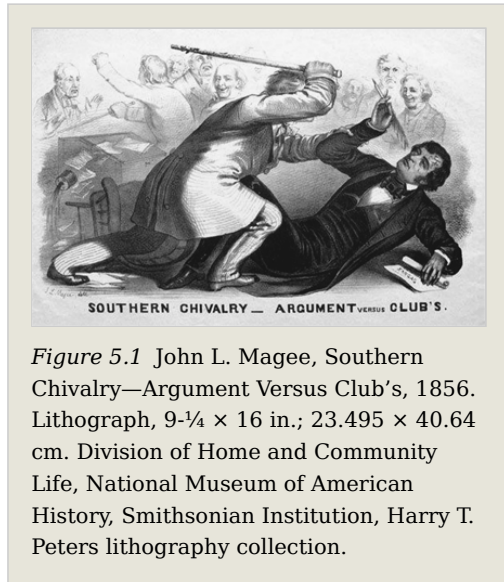 SOUTHERN CHIVALRY — ARGUMENT VERSUS CLUB'S.
Figure 5.1 John L. Magee, Southern
Chivalry—Argument Versus Club’s, 1856.
Lithograph, 9-¼ × 16 in.; 23.495 × 40.64
cm. Division of Home and Community
Life, National Museum of American
History, Smithsonian Institution, Harry T.
Peters lithography collection.